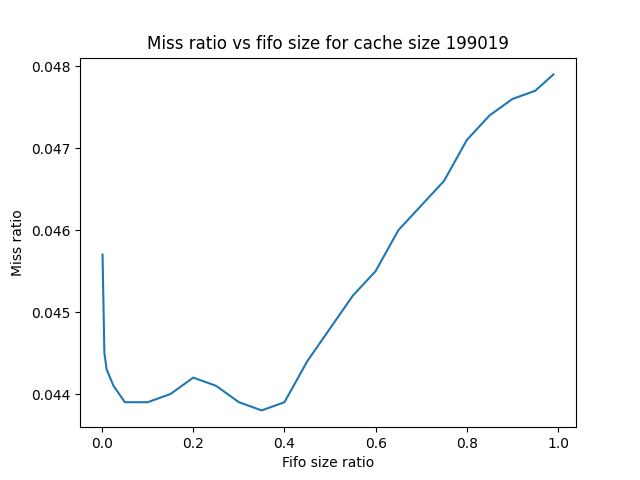 Miss ratio vs fifo size for cache size 199019
0.048
0.047
0.046
0.045
0.044
Miss ratio
0.0 0.2 0.4 0.6 0.8 1.0
Fifo size ratio